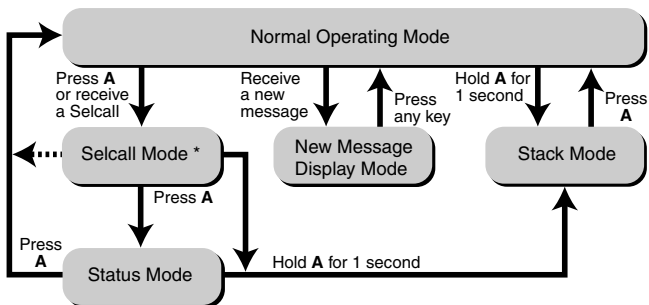 Normal Operating Mode
Press A
or receive
a Selcall
Receive
a new
message
Press
any key
Hold A for
1 second
Press
A
Selcall Mode *
New Message
Display Mode
Stack Mode
Press A
Press
A
Status Mode
Hold A for 1 second